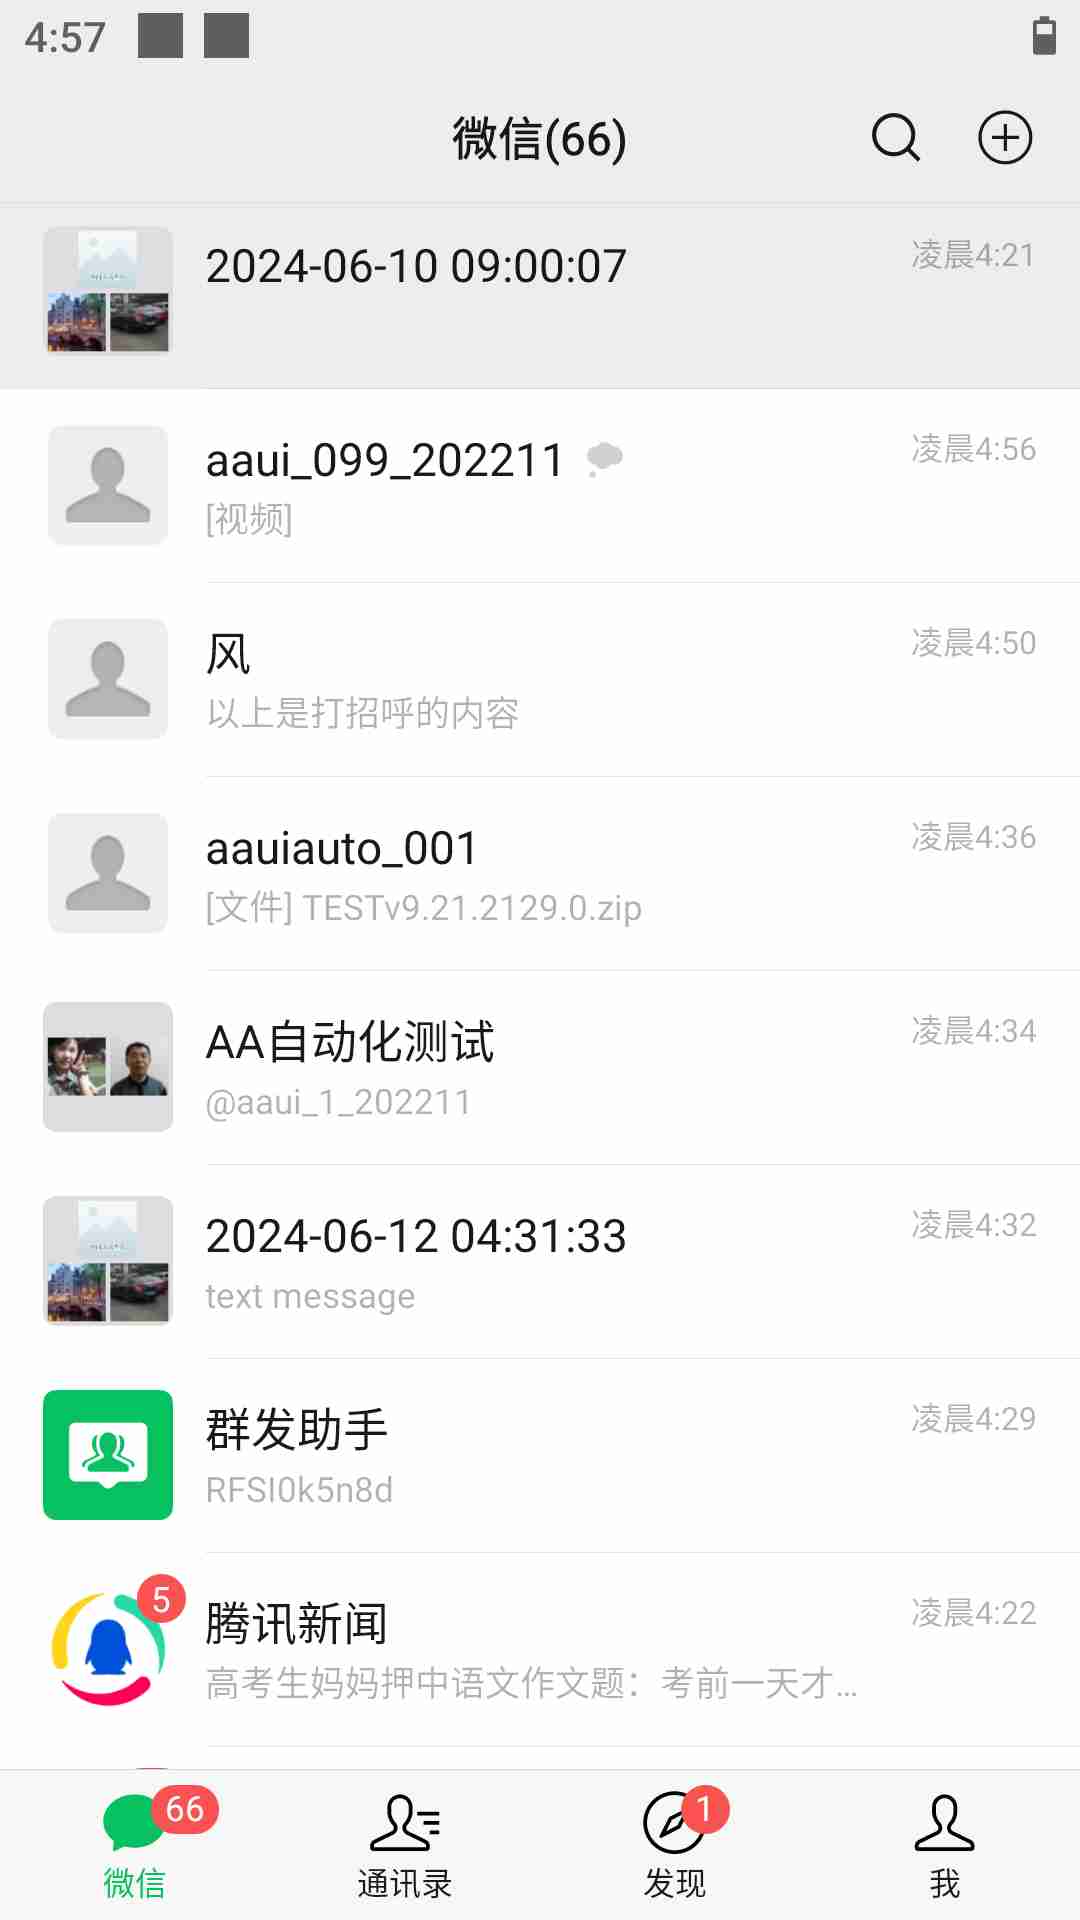 4:57
微信(66)
2024-06-10 09:00:07
凌晨4:21
aaui_099_202211
凌晨4:56
[视频]
风
凌晨4:50
以上是打招呼的内容
aauiauto_001
凌晨4:36
[文件] TESTv9.21.2129.0.zip
AA自动化测试
凌晨4:34
@aaui_1_202211
2024-06-12 04:31:33
凌晨4:32
text message
群发助手
凌晨4:29
RFSI0k5n8d
5
腾讯新闻
凌晨4:22
高考生妈妈押中语文作文题：考前一天才...
66
1
微信
通讯录
发现
我